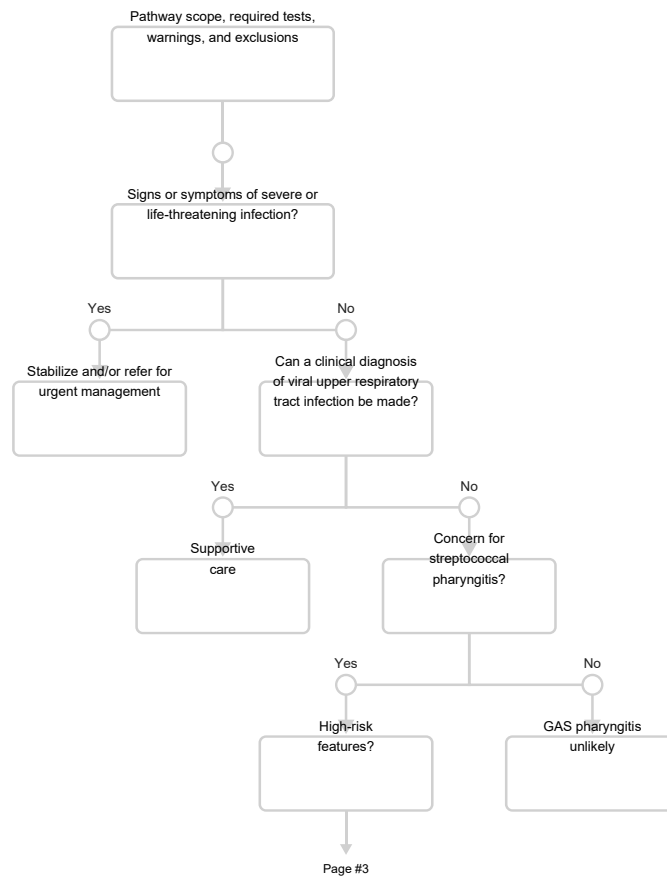 Pathway scope, required tests,
warnings, and exclusions
Signs or symptoms of severe or
life-threatening infection?
Yes
No
Stabilize and/or refer for
urgent management
Can a clinical diagnosis
of viral upper respiratory
tract infection be made?
Yes
No
Supportive
care
Concern for
streptococcal
pharyngitis?
Yes
No
High-risk
features?
GAS pharyngitis
unlikely
Page #3